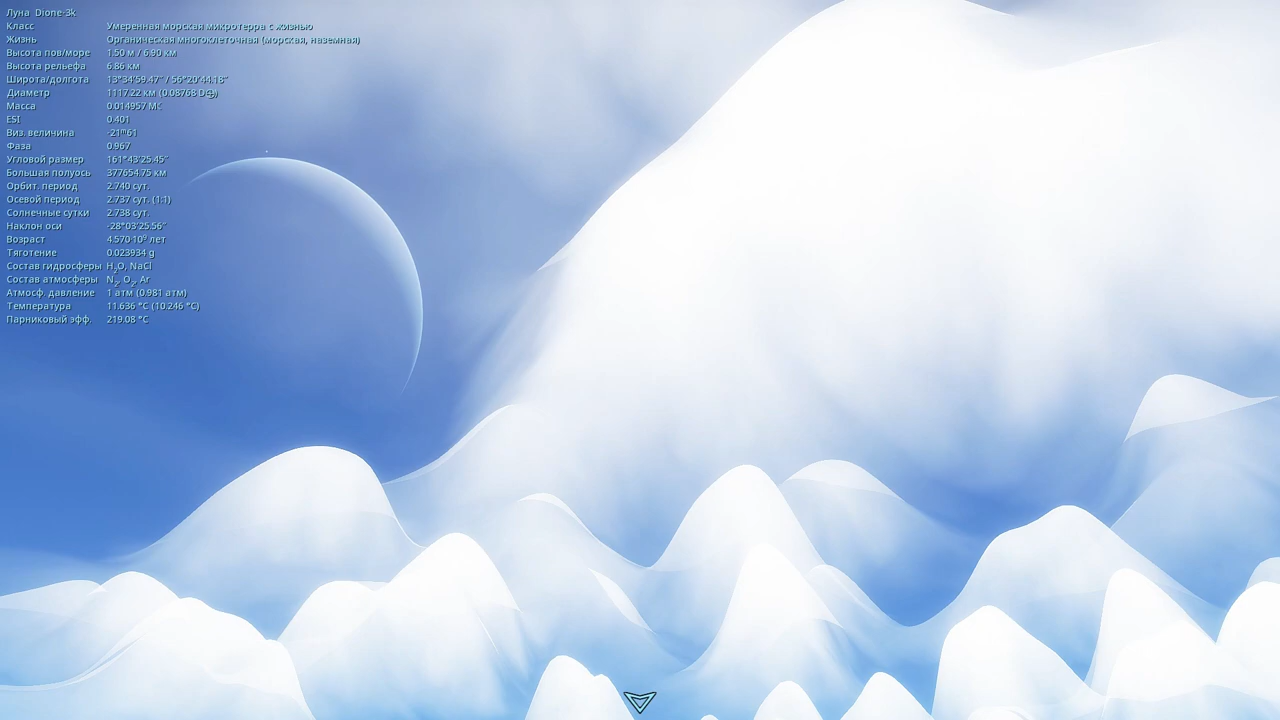 Луна Dione-3k
Класс Умеренная морская микротерра с жизнью
Жизнь Органическая многоклеточная (морская, наземная)
Высота пов/море 1.50 м / 6.90 км
Высота рельефа 6.86 км
Широта/долгота 13°34'59.47" / 56°20'44.18"
Диаметр 1117.22 км (0.08768 D⊕)
Масса 0.014957 M☾
ESI 0.401
Виз. величина -21ᵐ61
Фаза 0.967
Угловой размер 161°43'25.45"
Большая полуось 377654.75 км
Орбит. период 2.740 сут.
Осевой период 2.737 сут. (1:1)
Солнечные сутки 2.738 сут.
Наклон оси -28°03'25.56"
Возраст 4.570·10⁹ лет
Тяготение 0.023934 g
Состав гидросферы H₂O, NaCl
Состав атмосферы N₂, O₂, Ar
Атмосф. давление 1 атм (0.981 атм)
Температура 11.636 °C (10.246 °C)
Парниковый эфф. 219.08 °C